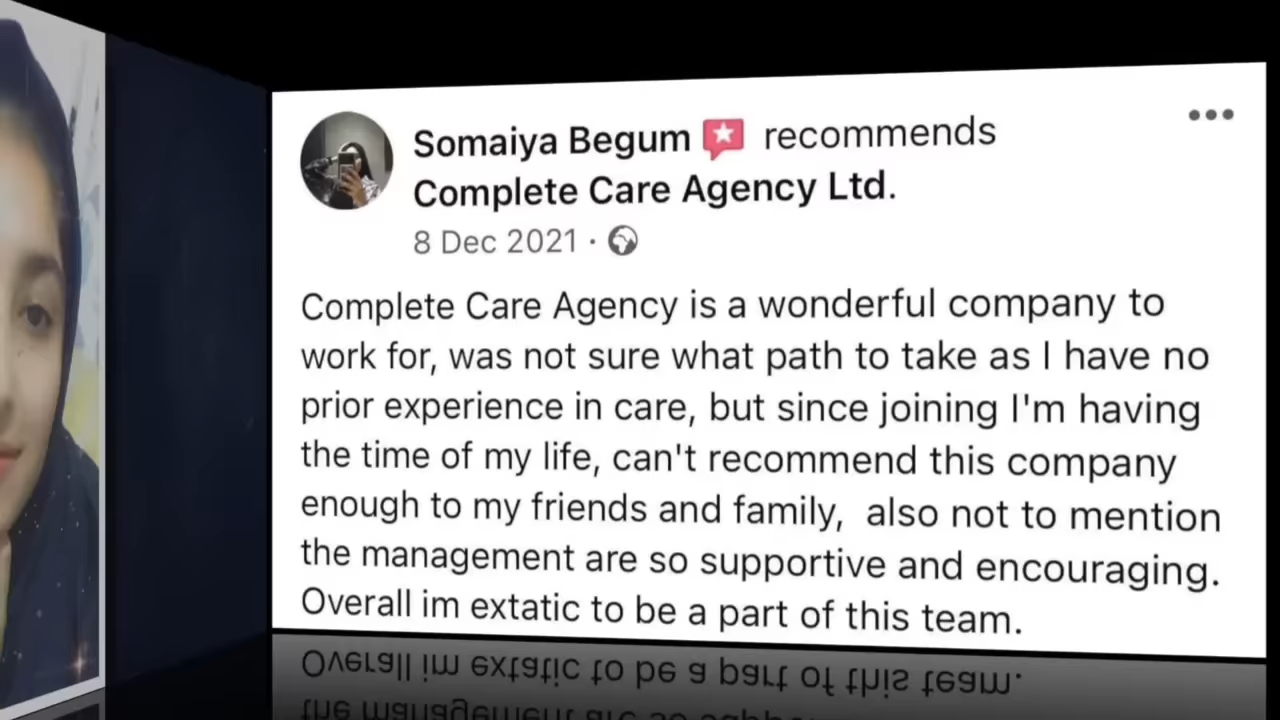 Somaiya Begum recommends
Complete Care Agency Ltd.
8 Dec 2021 ·
Complete Care Agency is a wonderful company to
work for, was not sure what path to take as I have no
prior experience in care, but since joining I'm having
the time of my life, can't recommend this company
enough to my friends and family,  also not to mention
the management are so supportive and encouraging.
Overall im extatic to be a part of this team.